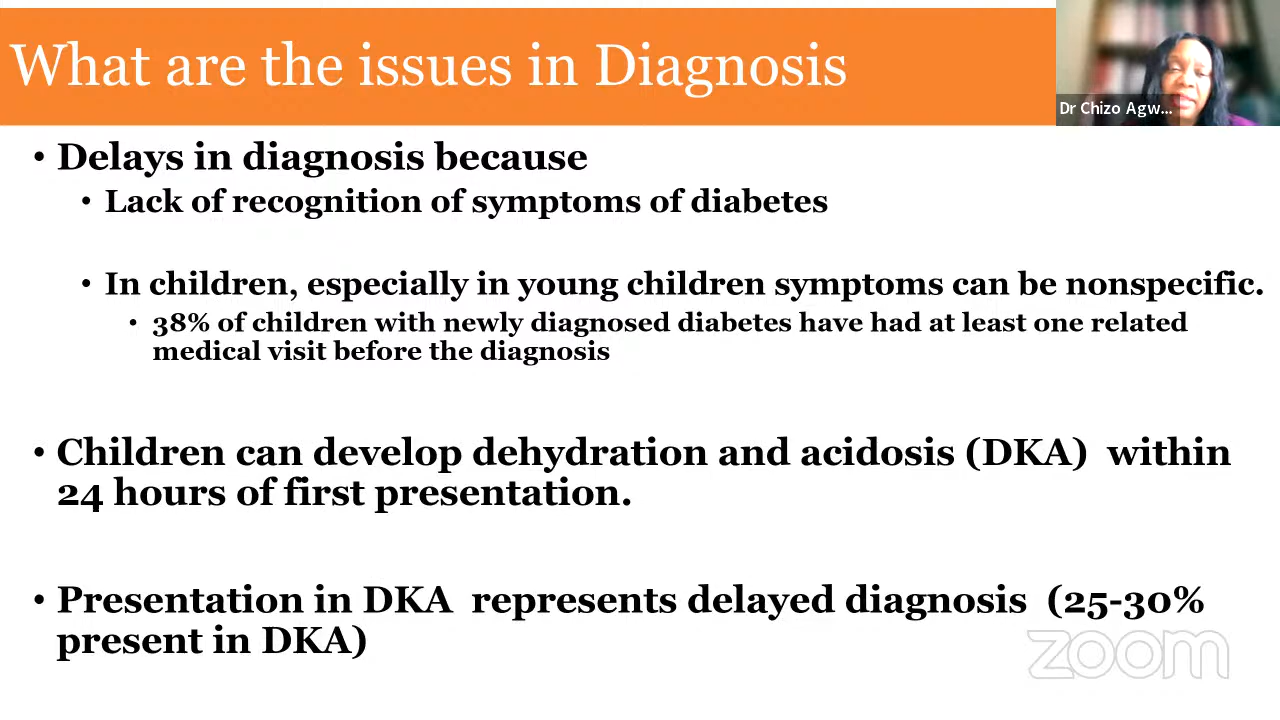 What are the issues in Diagnosis
Dr Chizo Agw...
• Delays in diagnosis because
• Lack of recognition of symptoms of diabetes
• In children, especially in young children symptoms can be nonspecific.
• 38% of children with newly diagnosed diabetes have had at least one related
medical visit before the diagnosis
• Children can develop dehydration and acidosis (DKA) within
24 hours of first presentation.
• Presentation in DKA represents delayed diagnosis (25-30%
present in DKA)
zoom